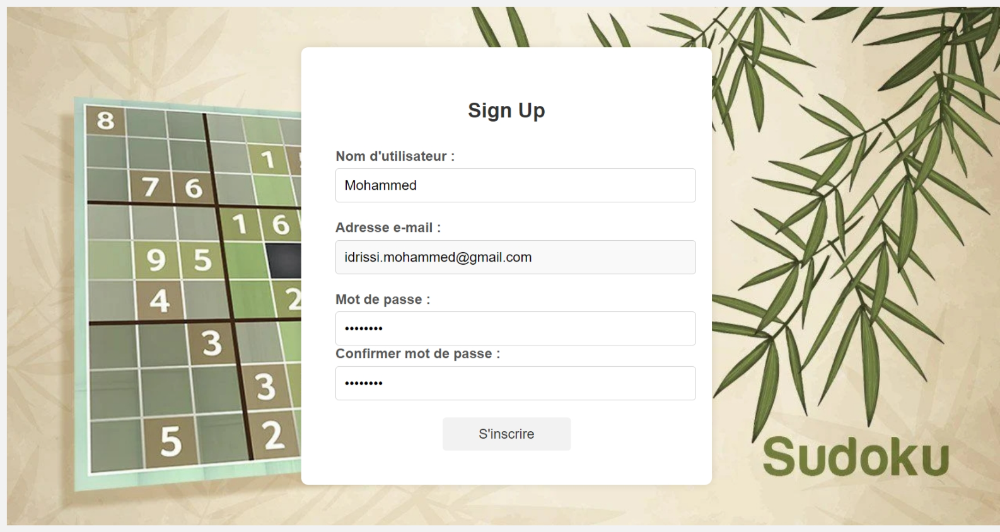 Sign Up
Nom d'utilisateur :
Mohammed
Adresse e-mail :
idrissi.mohammed@gmail.com
Mot de passe :
••••••••
Confirmer mot de passe :
••••••••
S'inscrire
8
1
7 6
1 6
9 5
4 2
3
3
5 2
Sudoku